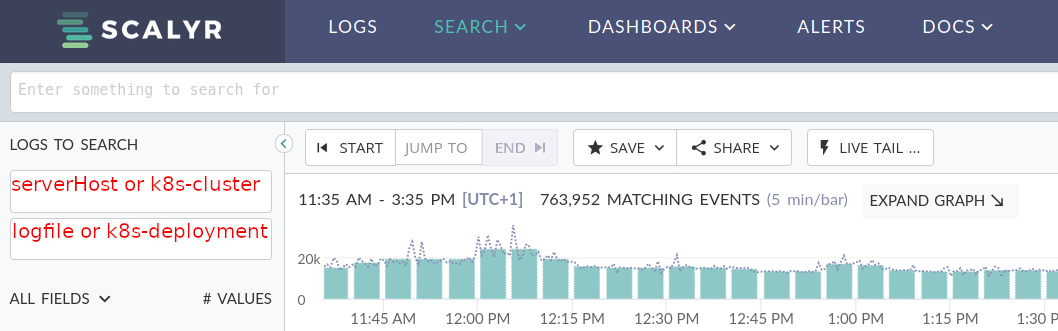 SCALYR
LOGS
SEARCH
DASHBOARDS
ALERTS
DOCS
Enter something to search for
LOGS TO SEARCH
serverHost or k8s-cluster
logfile or k8s-deployment
ALL FIELDS
# VALUES
START
JUMP TO
END
SAVE
SHARE
LIVE TAIL ...
11:35 AM - 3:35 PM [UTC+1] 763,952 MATCHING EVENTS (5 min/bar)
EXPAND GRAPH
20k
0
11:45 AM 12:00 PM 12:15 PM 12:30 PM 12:45 PM 1:00 PM 1:15 PM 1:30 P